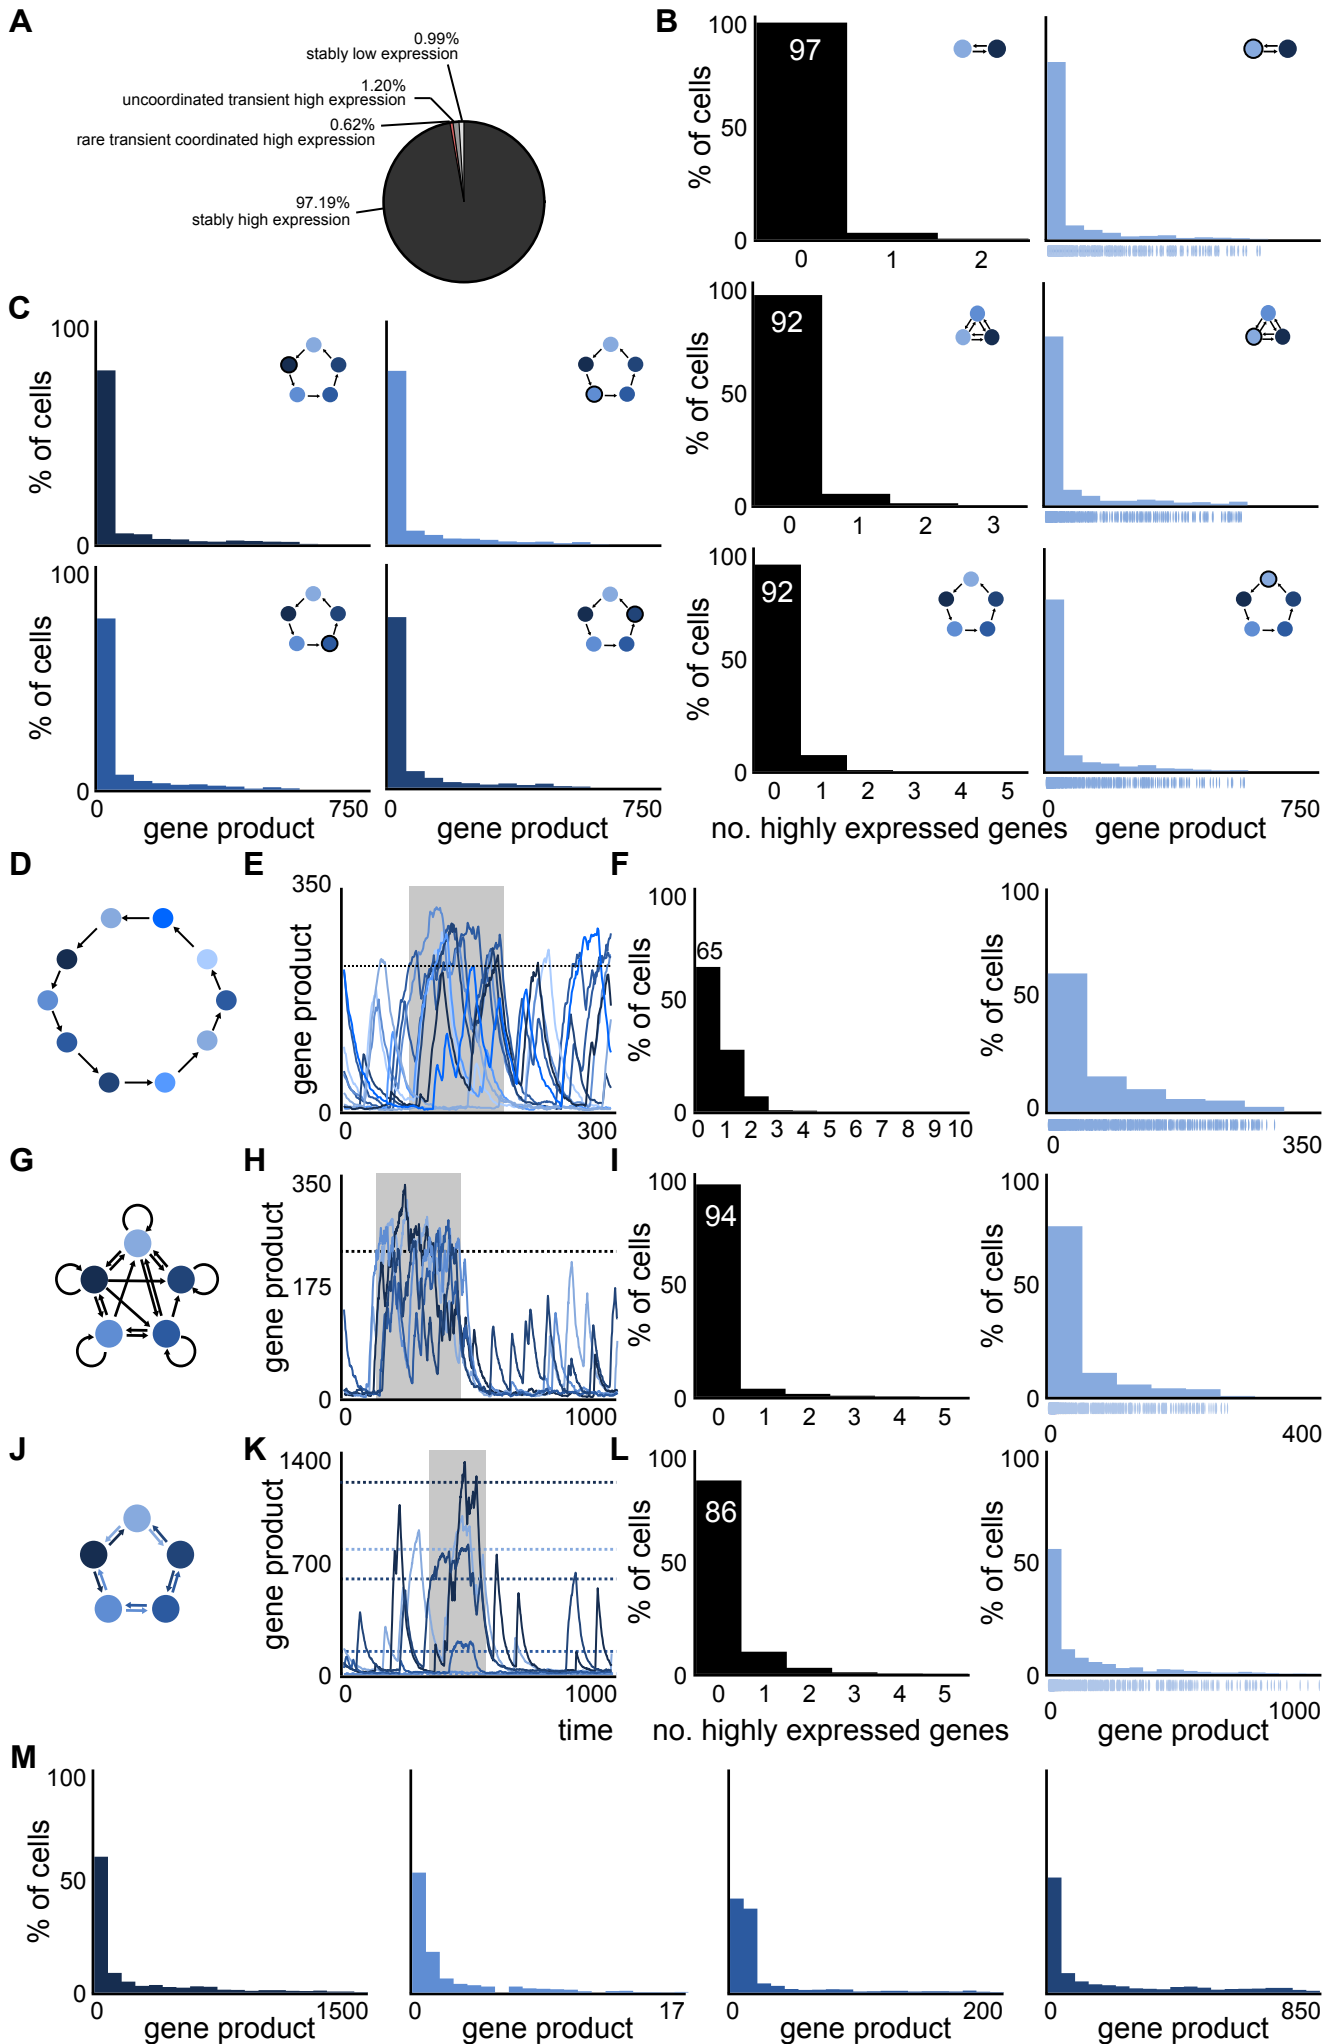 A
0.99%
stably low expression
1.20%
uncoordinated transient high expression
0.62%
rare transient coordinated high expression
97.19%
stably high expression
B
100
50
0
% of cells
97
0 1 2
100
50
0
% of cells
92
0 1 2 3
100
50
0
% of cells
92
0 1 2 3 4 5
no. highly expressed genes
0 750
gene product
C
100
0
% of cells
100
0
% of cells
0 750
gene product
0 750
gene product
D
E
350
0
gene product
0 300
F
100
50
0
% of cells
65
0 1 2 3 4 5 6 7 8 9 10
100
50
0
% of cells
0 350
G
H
350
175
0
gene product
0 1000
I
100
50
0
% of cells
94
0 1 2 3 4 5
100
50
0
% of cells
0 400
J
K
1400
700
0
gene product
0 1000
time
L
100
50
0
% of cells
86
0 1 2 3 4 5
no. highly expressed genes
100
50
0
% of cells
0 1000
gene product
M
100
50
0
% of cells
0 1500
gene product
0 17
gene product
0 200
gene product
0 850
gene product